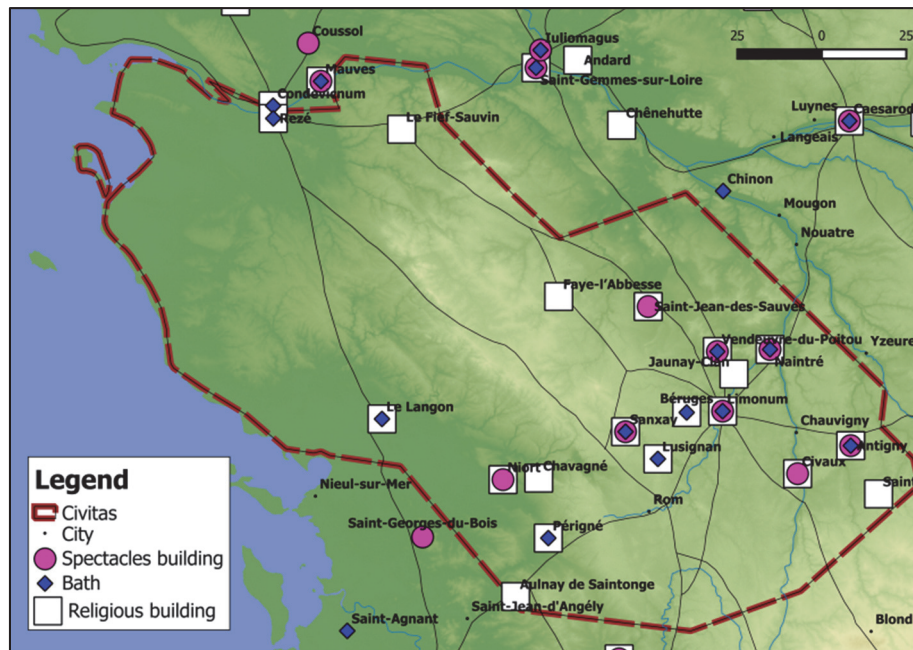 Coussol
Iuliomagus
Andard
25
0
25
Mauves
Saint-Gemmes-sur-Loire
Condevignum
Rezé
Le Fief-Sauvin
Chênehutte
Luynes
Caesarod
Langeais
Chinon
Mougon
Nouatre
Faye-l'Abbesse
Saint-Jean-des-Sauves
Vendeuvre-du-Poitou
Yzeure
Jaunay-Clan
Naintré
Le Langon
Béruges
Limonum
Sanxay
Chauvigny
Antigny
Lusignan
Civaux
Niort
Chavagné
Saint
Nieul-sur-Mer
Rom
Saint-Georges-du-Bois
Périgné
Aulnay de Saintonge
Saint-Jean-d'Angély
Saint-Agnant
Blond
Legend
Civitas
City
Spectacles building
Bath
Religious building